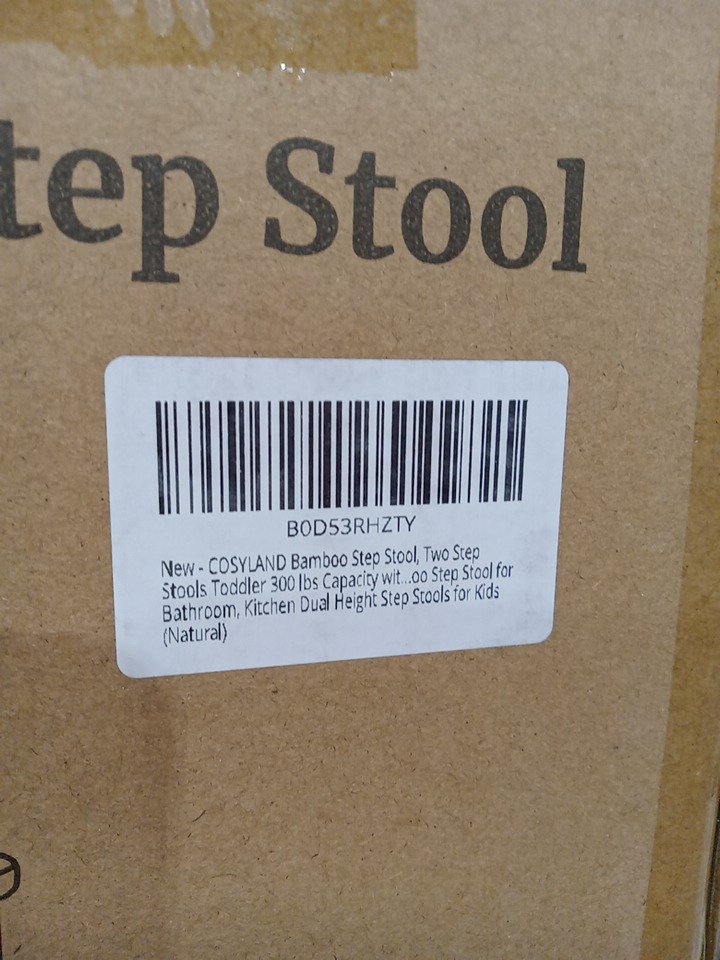 tep Stool
B0D53RHZTY
New - COSYLAND Bamboo Step Stool, Two Step
Stools Toddler 300 lbs Capacity wit...oo Step Stool for
Bathroom, Kitchen Dual Height Step Stools for Kids
(Natural)